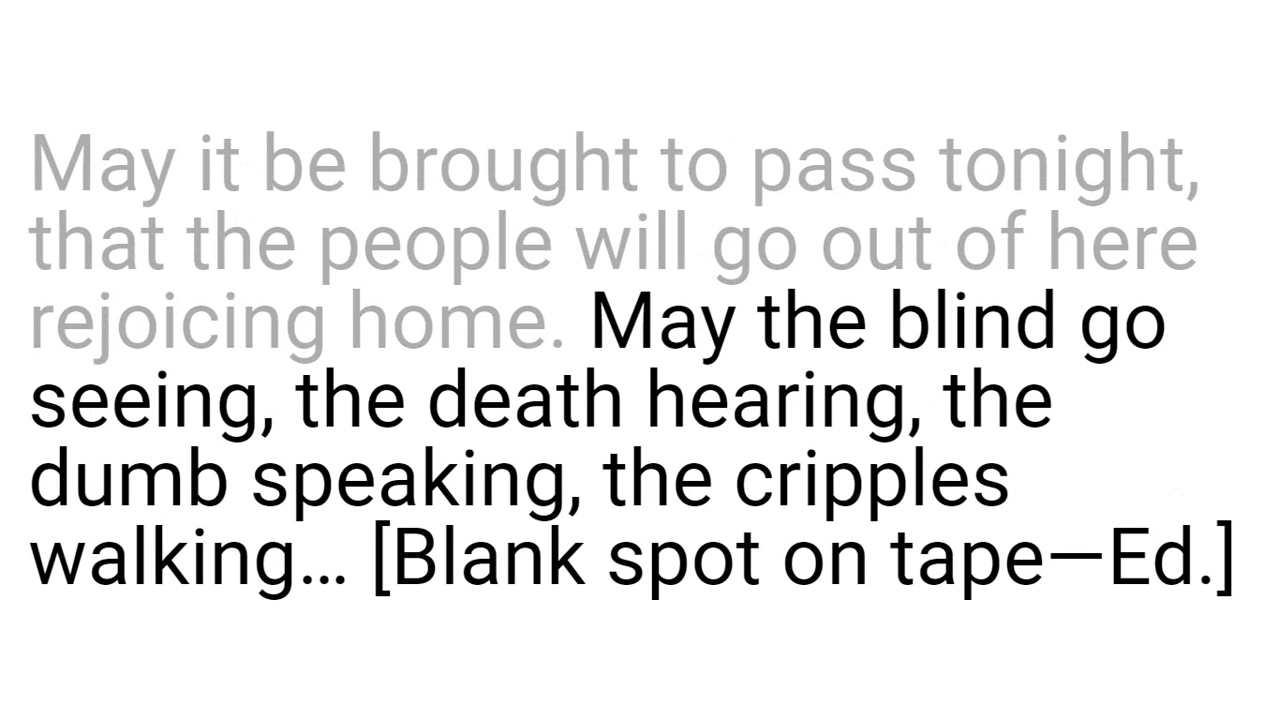 May it be brought to pass tonight,
that the people will go out of here
rejoicing home. May the blind go
seeing, the death hearing, the
dumb speaking, the cripples
walking... [Blank spot on tape—Ed.]